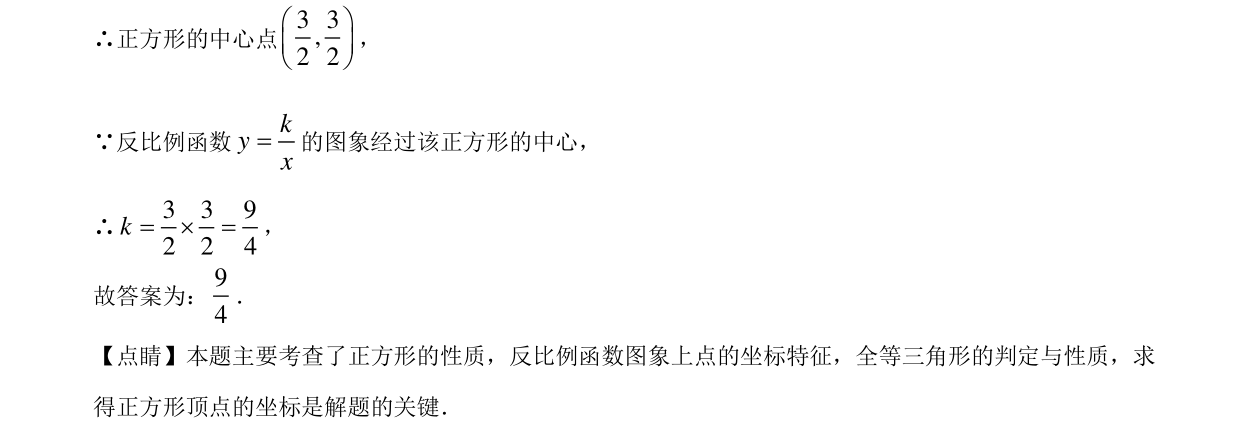 ∴正方形的中心点(3/2,3/2),
∵反比例函数 y=k/x 的图象经过该正方形的中心,
∴k=3/2×3/2=9/4,
故答案为：9/4．
【点睛】本题主要考查了正方形的性质，反比例函数图象上点的坐标特征，全等三角形的判定与性质，求
得正方形顶点的坐标是解题的关键．